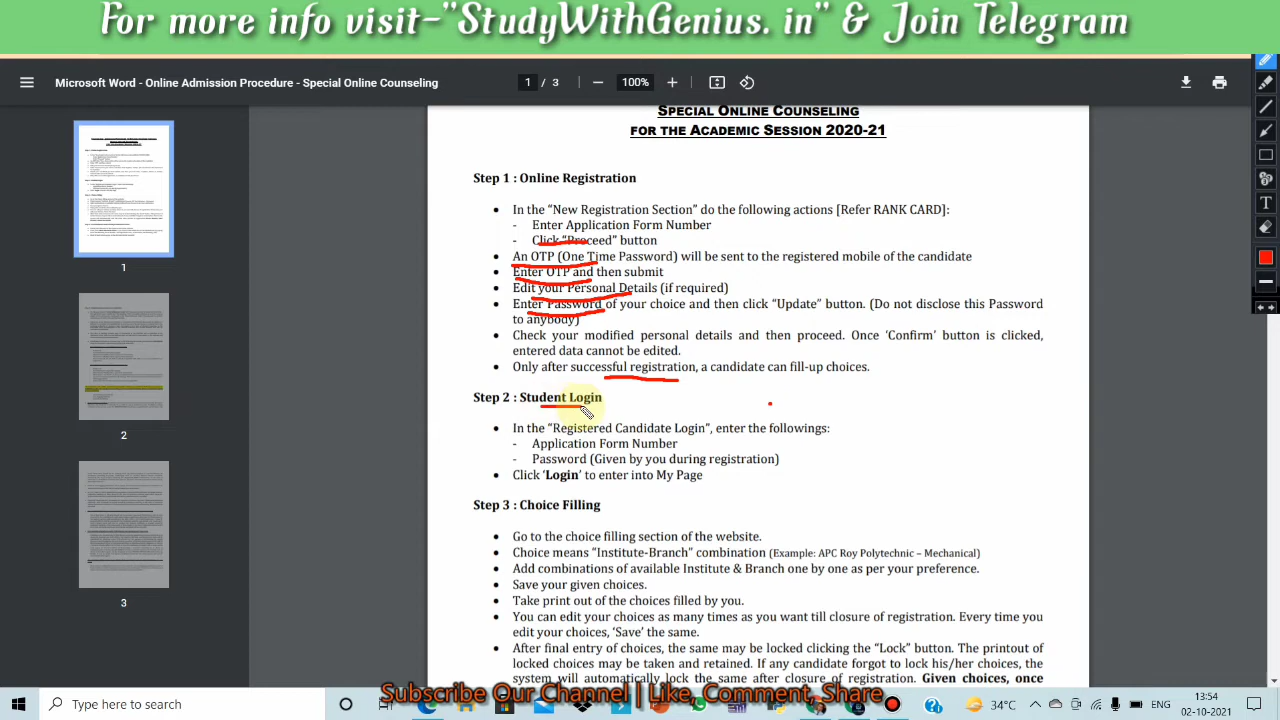 For more info visit-"StudyWithGenius. in" & Join Telegram
Microsoft Word - Online Admission Procedure - Special Online Counseling
1 / 3
100%
SPECIAL ONLINE COUNSELING
FOR THE ACADEMIC SESSION 2020-21
Step 1 : Online Registration
• In the "New Registration Section" do the following actions [Refer RANK CARD]:
- Enter Application Form Number
- Click "Proceed" button
• An OTP (One Time Password) will be sent to the registered mobile of the candidate
• Enter OTP and then submit
• Edit your Personal Details (if required)
• Enter Password of your choice and then click "Update" button. (Do not disclose this Password
to anybody)
• Check your modified personal details and then proceed. Once 'Confirm' button is clicked,
entered data cannot be edited.
• Only after successful registration, a candidate can fill-up choices.
Step 2 : Student Login
• In the "Registered Candidate Login", enter the followings:
- Application Form Number
- Password (Given by you during registration)
• Click 'Login' to enter into My Page
Step 3 : Choice Filling
• Go to the choice filling section of the website.
• Choice means "Institute-Branch" combination (Example: APC Roy Polytechnic – Mechanical)
• Add combinations of available Institute & Branch one by one as per your preference.
• Save your given choices.
• Take print out of the choices filled by you.
• You can edit your choices as many times as you want till closure of registration. Every time you
edit your choices, 'Save' the same.
• After final entry of choices, the same may be locked clicking the "Lock" button. The printout of
locked choices may be taken and retained. If any candidate forgot to lock his/her choices, the
system will automatically lock the same after closure of registration. Given choices, once
1
2
3
T
Subscribe Our Channel | Like, Comment, Share
Type here to search
34°C
ENG
13:54
02-10-2021